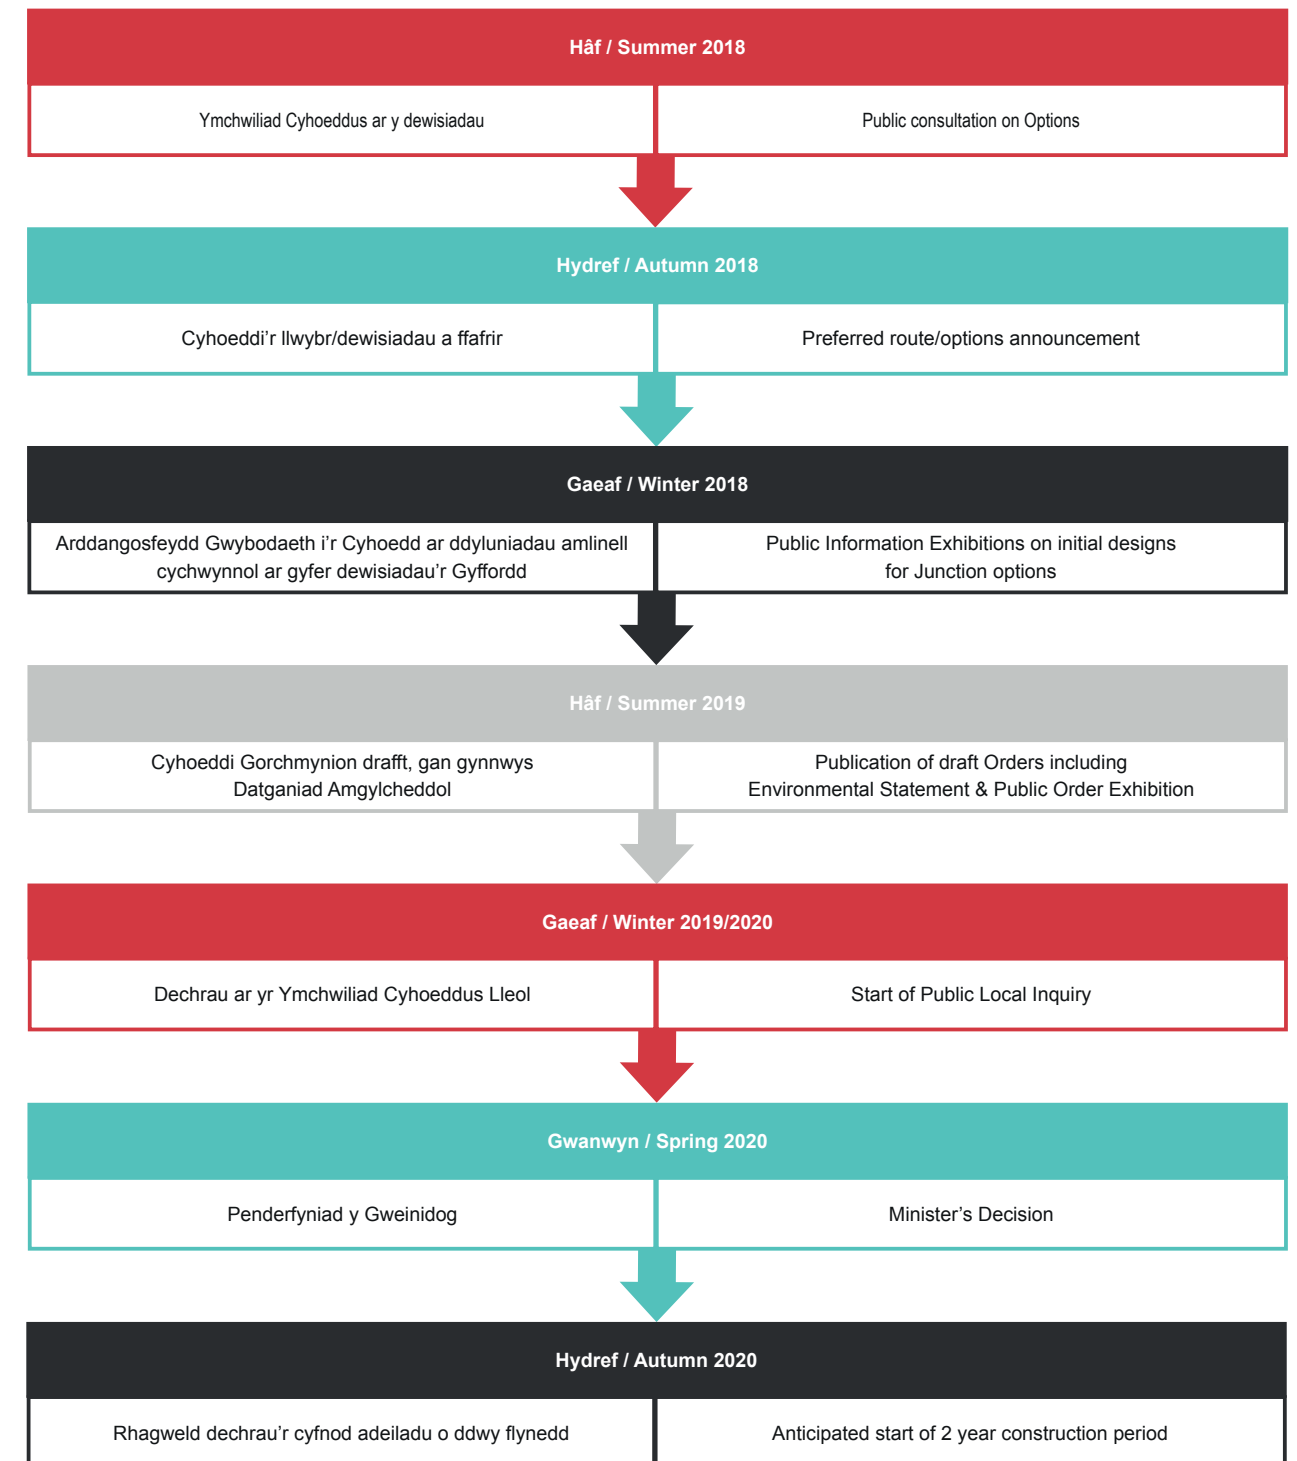 Hâf / Summer 2018
Ymchwiliad Cyhoeddus ar y dewisiadau
Public consultation on Options
Hydref / Autumn 2018
Cyhoeddi’r llwybr/dewisiadau a ffafrir
Preferred route/options announcement
Gaeaf / Winter 2018
Arddangosfeydd Gwybodaeth i’r Cyhoedd ar ddyluniadau amlinell
cychwynnol ar gyfer dewisiadau’r Gyffordd
Public Information Exhibitions on initial designs
for Junction options
Hâf / Summer 2019
Cyhoeddi Gorchmynion drafft, gan gynnwys
Datganiad Amgylcheddol
Publication of draft Orders including
Environmental Statement & Public Order Exhibition
Gaeaf / Winter 2019/2020
Dechrau ar yr Ymchwiliad Cyhoeddus Lleol
Start of Public Local Inquiry
Gwanwyn / Spring 2020
Penderfyniad y Gweinidog
Minister’s Decision
Hydref / Autumn 2020
Rhagweld dechrau’r cyfnod adeiladu o ddwy flynedd
Anticipated start of 2 year construction period